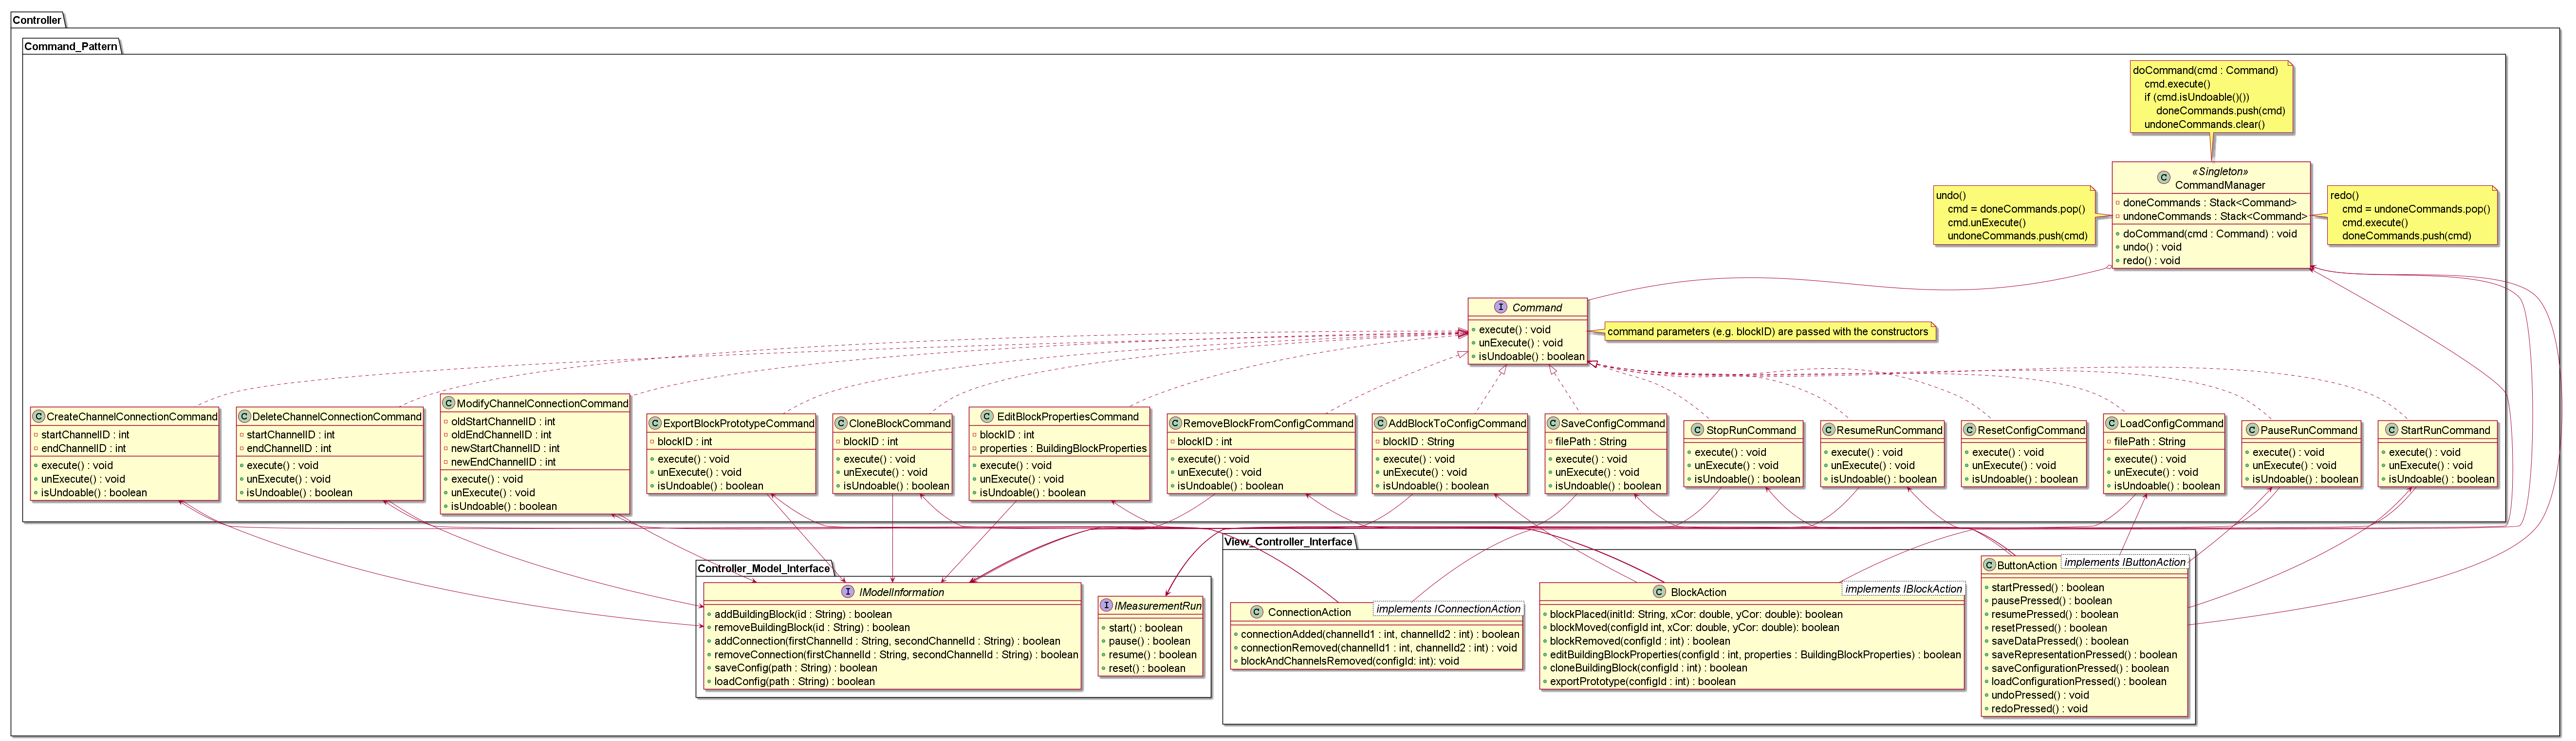 Controller
Command_Pattern
doCommand(cmd : Command)
cmd.execute()
if (cmd.isUndoable()())
doneCommands.push(cmd)
undoneCommands.clear()
undo()
cmd = doneCommands.pop()
cmd.unExecute()
undoneCommands.push(cmd)
C
«Singleton»
CommandManager
doneCommands : Stack<Command>
undoneCommands : Stack<Command>
doCommand(cmd : Command) : void
undo() : void
redo() : void
redo()
cmd = undoneCommands.pop()
cmd.execute()
doneCommands.push(cmd)
I Command
execute() : void
unExecute() : void
isUndoable() : boolean
command parameters (e.g. blockID) are passed with the constructors
C CreateChannelConnectionCommand
startChannelID : int
endChannelID : int
execute() : void
unExecute() : void
isUndoable() : boolean
C DeleteChannelConnectionCommand
startChannelID : int
endChannelID : int
execute() : void
unExecute() : void
isUndoable() : boolean
C ModifyChannelConnectionCommand
oldStartChannelID : int
oldEndChannelID : int
newStartChannelID : int
newEndChannelID : int
execute() : void
unExecute() : void
isUndoable() : boolean
C ExportBlockPrototypeCommand
blockID : int
execute() : void
unExecute() : void
isUndoable() : boolean
C CloneBlockCommand
blockID : int
execute() : void
unExecute() : void
isUndoable() : boolean
C EditBlockPropertiesCommand
blockID : int
properties : BuildingBlockProperties
execute() : void
unExecute() : void
isUndoable() : boolean
C RemoveBlockFromConfigCommand
blockID : int
execute() : void
unExecute() : void
isUndoable() : boolean
C AddBlockToConfigCommand
blockID : String
execute() : void
unExecute() : void
isUndoable() : boolean
C SaveConfigCommand
filePath : String
execute() : void
unExecute() : void
isUndoable() : boolean
C StopRunCommand
execute() : void
unExecute() : void
isUndoable() : boolean
C ResumeRunCommand
execute() : void
unExecute() : void
isUndoable() : boolean
C ResetConfigCommand
execute() : void
unExecute() : void
isUndoable() : boolean
C LoadConfigCommand
filePath : String
execute() : void
unExecute() : void
isUndoable() : boolean
C PauseRunCommand
execute() : void
unExecute() : void
isUndoable() : boolean
C StartRunCommand
execute() : void
unExecute() : void
isUndoable() : boolean
Controller_Model_Interface
I IModelInformation
addBuildingBlock(id : String) : boolean
removeBuildingBlock(id : String) : boolean
addConnection(firstChannelId : String, secondChannelId : String) : boolean
removeConnection(firstChannelId : String, secondChannelId : String) : boolean
saveConfig(path : String) : boolean
loadConfig(path : String) : boolean
I IMeasurementRun
start() : boolean
pause() : boolean
resume() : boolean
reset() : boolean
View_Controller_Interface
C ConnectionAction
implements IConnectionAction
connectionAdded(channelId1 : int, channelId2 : int) : boolean
connectionRemoved(channelId1 : int, channelId2 : int) : void
blockAndChannelsRemoved(configId: int): void
C BlockAction
implements IBlockAction
blockPlaced(initId: String, xCor: double, yCor: double): boolean
blockMoved(configId int, xCor: double, yCor: double): boolean
blockRemoved(configId : int) : boolean
editBuildingBlockProperties(configId : int, properties : BuildingBlockProperties) : boolean
cloneBuildingBlock(configId : int) : boolean
exportPrototype(configId : int) : boolean
C ButtonAction
implements IButtonAction
startPressed() : boolean
pausePressed() : boolean
resumePressed() : boolean
resetPressed() : boolean
saveDataPressed() : boolean
saveRepresentationPressed() : boolean
saveConfigurationPressed() : boolean
loadConfigurationPressed() : boolean
undoPressed() : void
redoPressed() : void